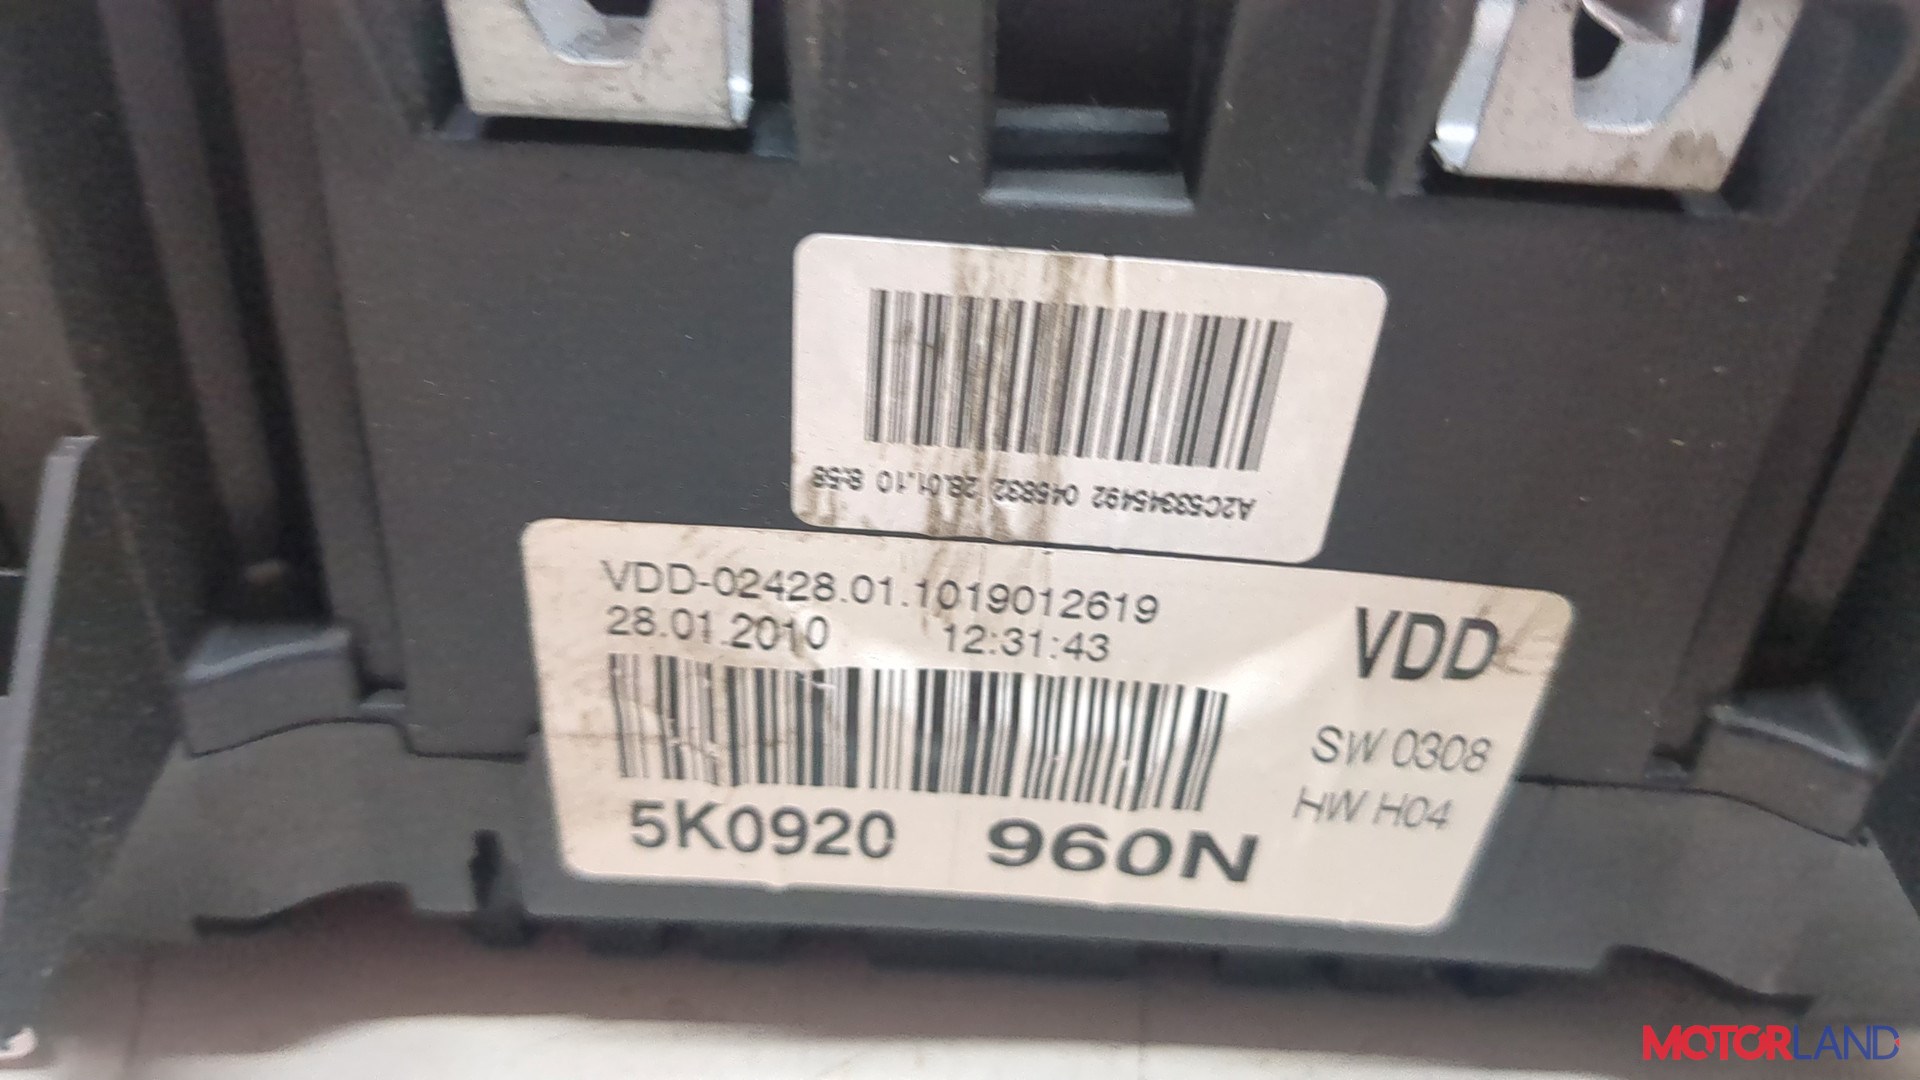 A2C53345492 045832 28.01.10 8:58
VDD-02428.01.1019012619
28.01.2010 12:31:43
VDD
SW 0308
HW H04
5K0920 960N
MOTORLAND